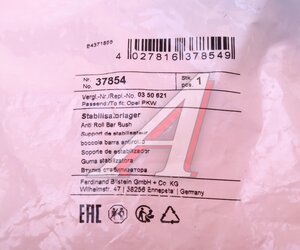 24371855
4 027816 378549
Nr. No. 37854 Stk. pcs. 1
Vergl.-Nr./Repl.-No. 03 50 621
Passend/To fit: Opel PKW
Stabilisatorlager
Anti Roll Bar Bush
Support de stabilisateur
boccola barra antirollio
Soporte de estabilizador
Guma stabilizatora
Втулка стабилизатора
Ferdinand Bilstein GmbH + Co. KG
Wilhelmstr. 47 | 58256 Ennepetal | Germany
EAC